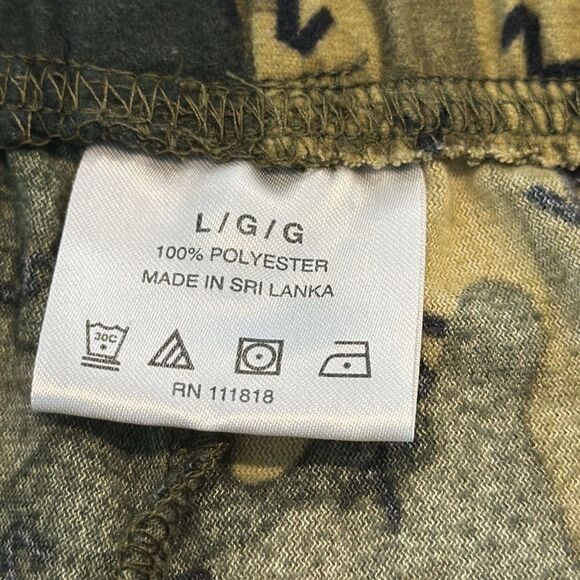 L / G / G
100% POLYESTER
MADE IN SRI LANKA
30C
RN 111818